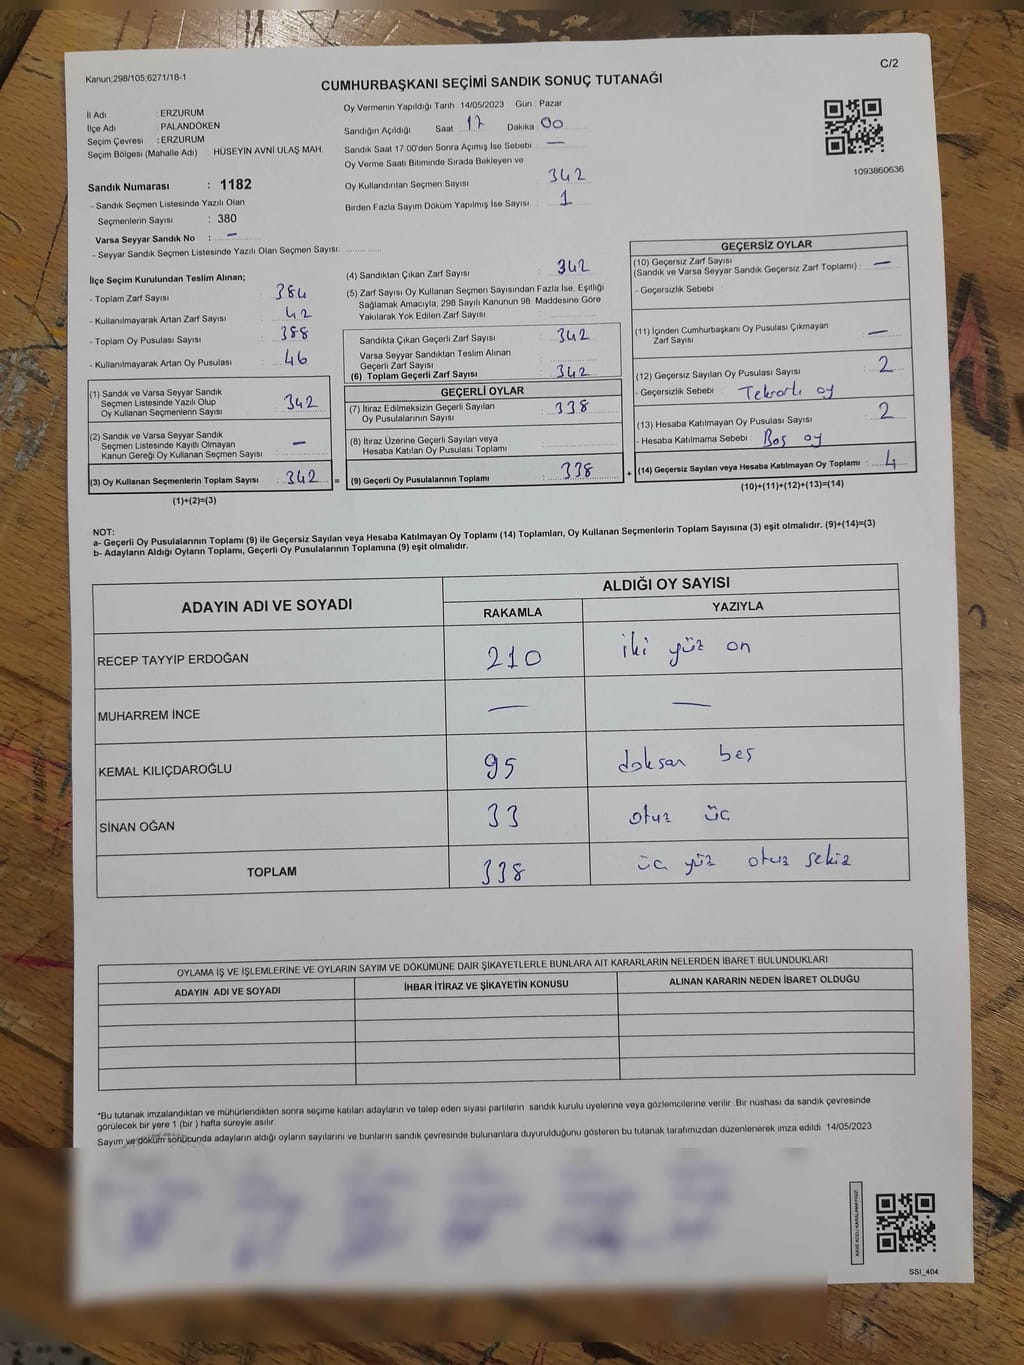 Kanun;298/105,6271/18-1
C/2
CUMHURBAŞKANI SEÇİMİ SANDIK SONUÇ TUTANAĞI
İl Adı : ERZURUM
İlçe Adı : PALANDÖKEN
Seçim Çevresi : ERZURUM
Seçim Bölgesi (Mahalle Adı) : HÜSEYİN AVNİ ULAŞ MAH.
Sandık Numarası : 1182
- Sandık Seçmen Listesinde Yazılı Olan
Seçmenlerin Sayısı : 380
Varsa Seyyar Sandık No : —
- Seyyar Sandık Seçmen Listesinde Yazılı Olan Seçmen Sayısı:
Oy Vermenin Yapıldığı Tarih :14/05/2023 Gün : Pazar
Sandığın Açıldığı Saat 17 Dakika 00
Sandık Saat 17:00'den Sonra Açımış İse Sebebi —
Oy Verme Saati Bitiminde Sırada Bekleyen ve
Oy Kullandırılan Seçmen Sayısı 342
Birden Fazla Sayım Döküm Yapılmış İse Sayısı : 1
1093860636
İlçe Seçim Kurulundan Teslim Alınan;
- Toplam Zarf Sayısı : 384
- Kullanılmayarak Artan Zarf Sayısı : 42
- Toplam Oy Pusulası Sayısı : 388
- Kullanılmayarak Artan Oy Pusulası : 46
(1) Sandık ve Varsa Seyyar Sandık
Seçmen Listesinde Yazılı Olup
Oy Kullanan Seçmenlerin Sayısı : 342
(2) Sandık ve Varsa Seyyar Sandık
Seçmen Listesinde Kayıtlı Olmayan
Kanun Gereği Oy Kullanan Seçmen Sayısı : —
(3) Oy Kullanan Seçmenlerin Toplam Sayısı : 342 =
(1)+(2)=(3)
(4) Sandıktan Çıkan Zarf Sayısı : 342
(5) Zarf Sayısı Oy Kullanan Seçmen Sayısından Fazla İse, Eşitliği
Sağlamak Amacıyla, 298 Sayılı Kanunun 98. Maddesine Göre
Yakılarak Yok Edilen Zarf Sayısı :
Sandıkta Çıkan Geçerli Zarf Sayısı : 342
Varsa Seyyar Sandıktan Teslim Alınan
Geçerli Zarf Sayısı :
(6) Toplam Geçerli Zarf Sayısı : 342
GEÇERLİ OYLAR
(7) İtiraz Edilmeksizin Geçerli Sayılan
Oy Pusulalarının Sayısı : 338
(8) İtiraz Üzerine Geçerli Sayılan veya
Hesaba Katılan Oy Pusulası Toplamı :
(9) Geçerli Oy Pusulalarının Toplamı : 338 +
GEÇERSİZ OYLAR
(10) Geçersiz Zarf Sayısı
(Sandık ve Varsa Seyyar Sandık Geçersiz Zarf Toplamı) : —
- Geçersizlik Sebebi :
(11) İçinden Cumhurbaşkanı Oy Pusulası Çıkmayan
Zarf Sayısı : —
(12) Geçersiz Sayılan Oy Pusulası Sayısı : 2
- Geçersizlik Sebebi : Tekrarlı oy
(13) Hesaba Katılmayan Oy Pusulası Sayısı : 2
- Hesaba Katılmama Sebebi : Boş oy
(14) Geçersiz Sayılan veya Hesaba Katılmayan Oy Toplamı : 4
(10)+(11)+(12)+(13)=(14)
NOT:
a- Geçerli Oy Pusulalarının Toplamı (9) ile Geçersiz Sayılan veya Hesaba Katılmayan Oy Toplamı (14) Toplamları, Oy Kullanan Seçmenlerin Toplam Sayısına (3) eşit olmalıdır. (9)+(14)=(3)
b- Adayların Aldığı Oyların Toplamı, Geçerli Oy Pusulalarının Toplamına (9) eşit olmalıdır.
ADAYIN ADI VE SOYADI ALDIĞI OY SAYISI
RAKAMLA YAZIYLA
RECEP TAYYİP ERDOĞAN 210 iki yüz on
MUHARREM İNCE — —
KEMAL KILIÇDAROĞLU 95 doksan beş
SİNAN OĞAN 33 otuz üç
TOPLAM 338 üç yüz otuz sekiz
OYLAMA İŞ VE İŞLEMLERİNE VE OYLARIN SAYIM VE DÖKÜMÜNE DAİR ŞİKAYETLERLE BUNLARA AİT KARARLARIN NELERDEN İBARET BULUNDUKLARI
ADAYIN ADI VE SOYADI İHBAR İTİRAZ VE ŞİKAYETİN KONUSU ALINAN KARARIN NEDEN İBARET OLDUĞU
*Bu tutanak imzalandıktan ve mühürlendikten sonra seçime katılan adayların ve talep eden siyasi partilerin sandık kurulu üyelerine veya gözlemcilerine verilir .Bir nüshası da sandık çevresinde
görülecek bir yere 1 (bir ) hafta süreyle asılır.
Sayım ve döküm sonucunda adayların aldığı oyların sayılarını ve bunların sandık çevresinde bulunanlara duyurulduğunu gösteren bu tutanak tarafımızdan düzenlenerek imza edildi. 14/05/2023
KARE KODU KARALAMAYINIZ
SSİ_404